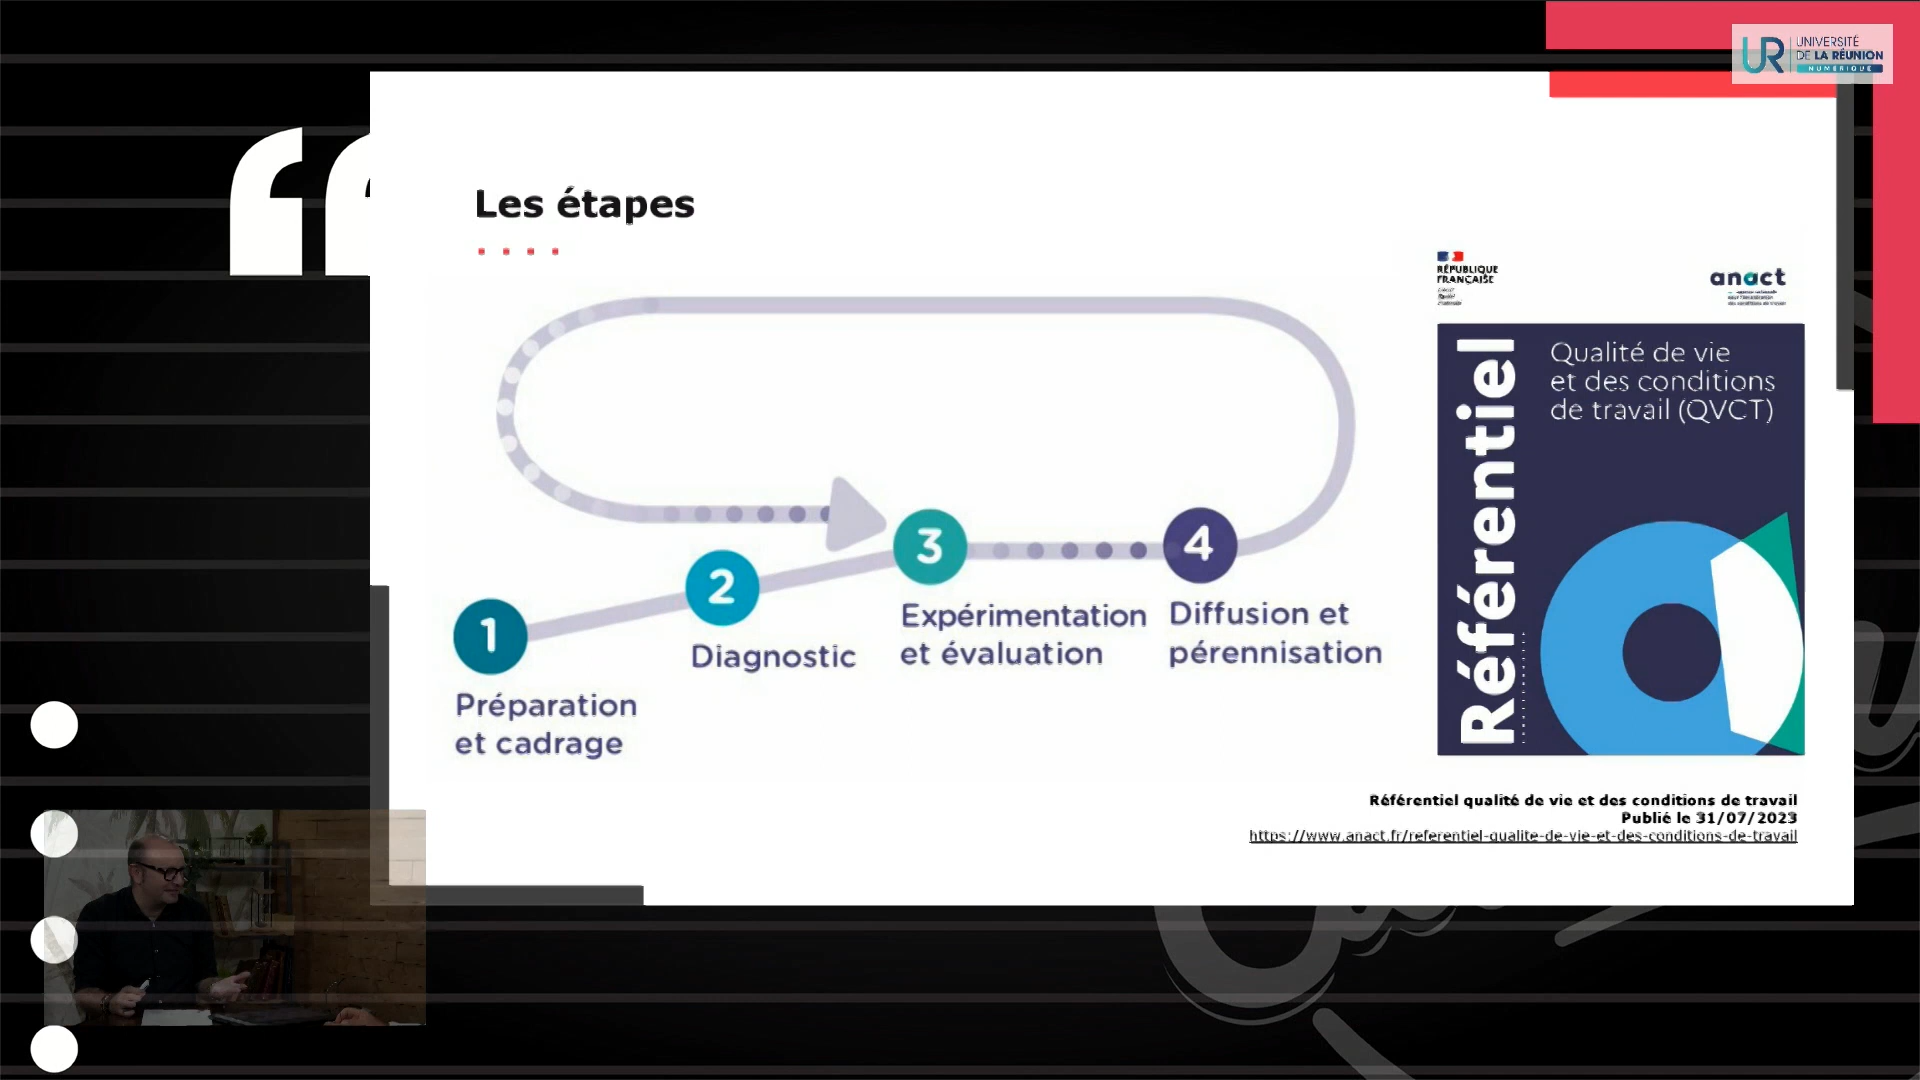 UR UNIVERSITÉ
DE LA RÉUNION
NUMÉRIQUE
“
Les étapes
RÉPUBLIQUE
FRANÇAISE
anact
Référentiel
Qualité de vie
et des conditions
de travail (QVCT)
1
Préparation
et cadrage
2
Diagnostic
3
Expérimentation
et évaluation
4
Diffusion et
pérennisation
Référentiel qualité de vie et des conditions de travail
Publié le 31/07/2023
https://www.anact.fr/referentiel-qualite-de-vie-et-des-conditions-de-travail